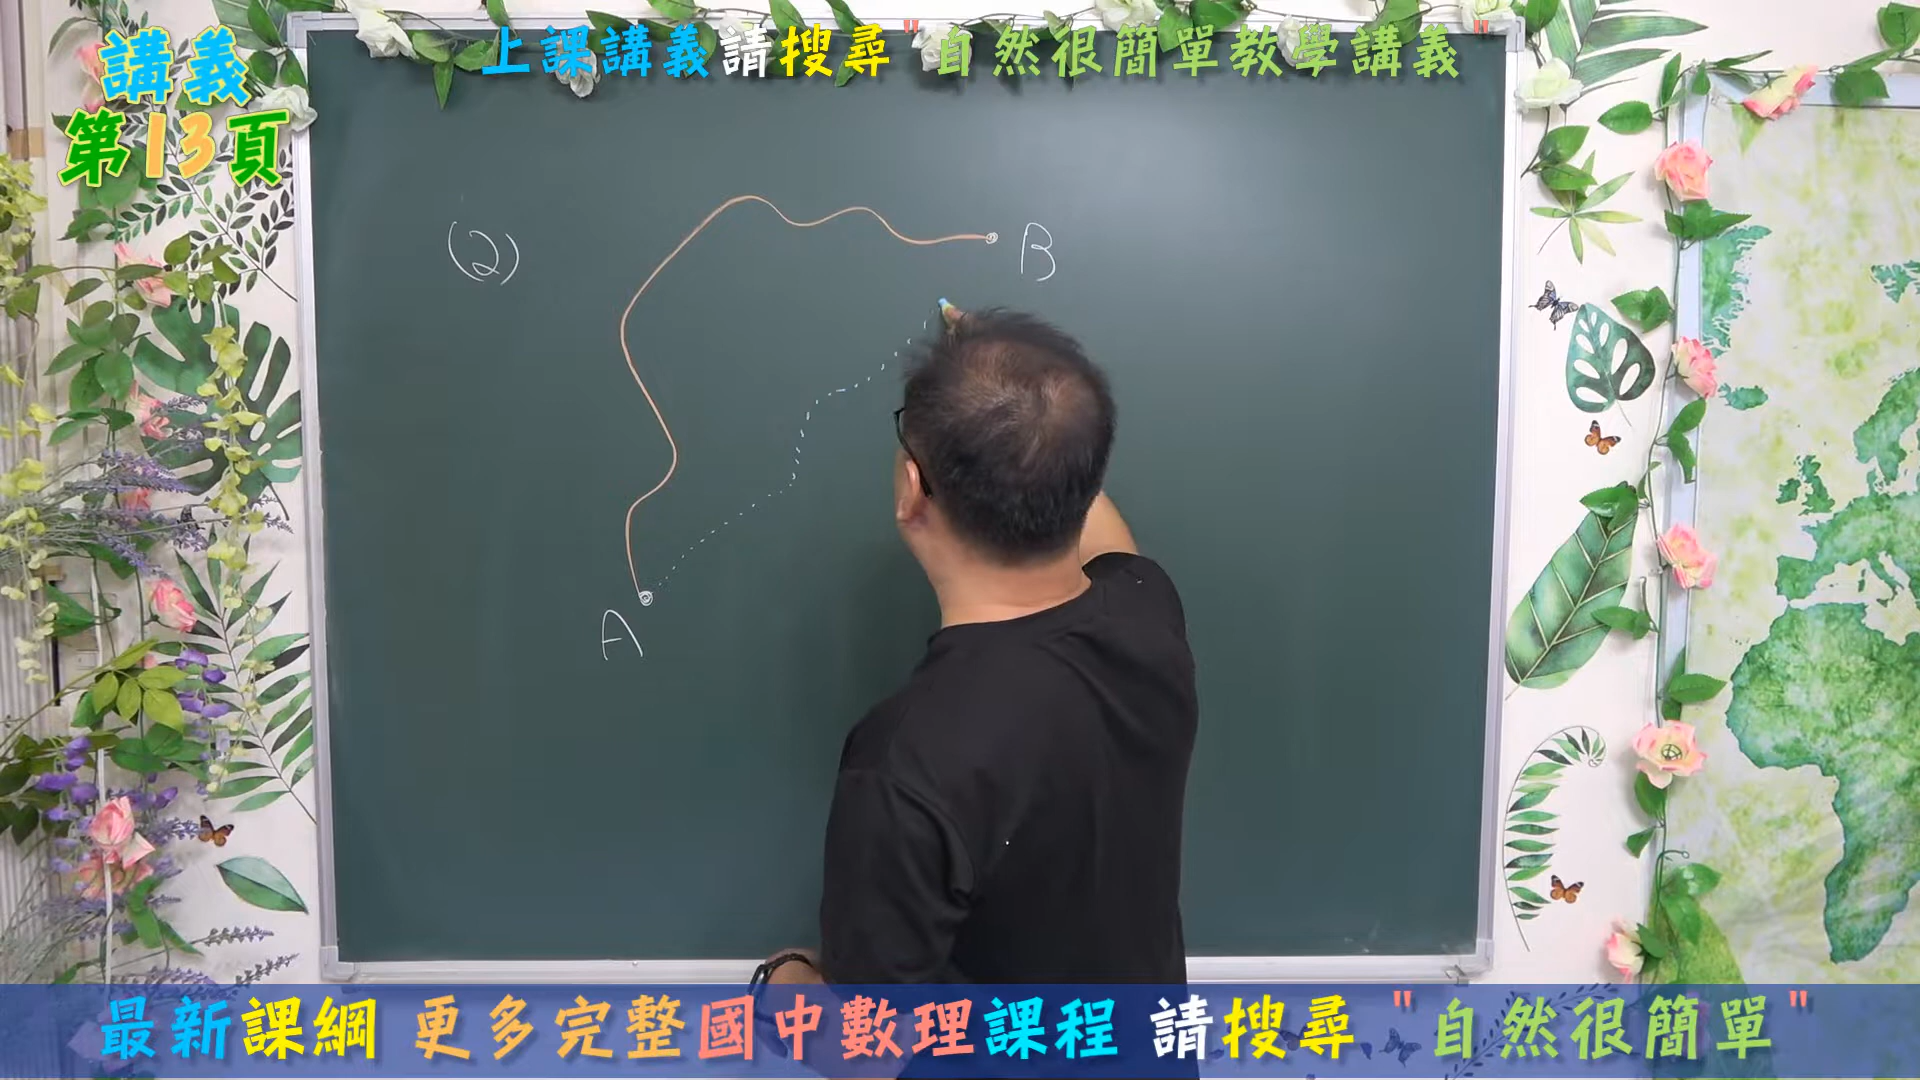 上課講義請搜尋"自然很簡單教學講義"
講義
第13頁
(2)
B
A
最新課綱 更多完整國中數理課程 請搜尋"自然很簡單"